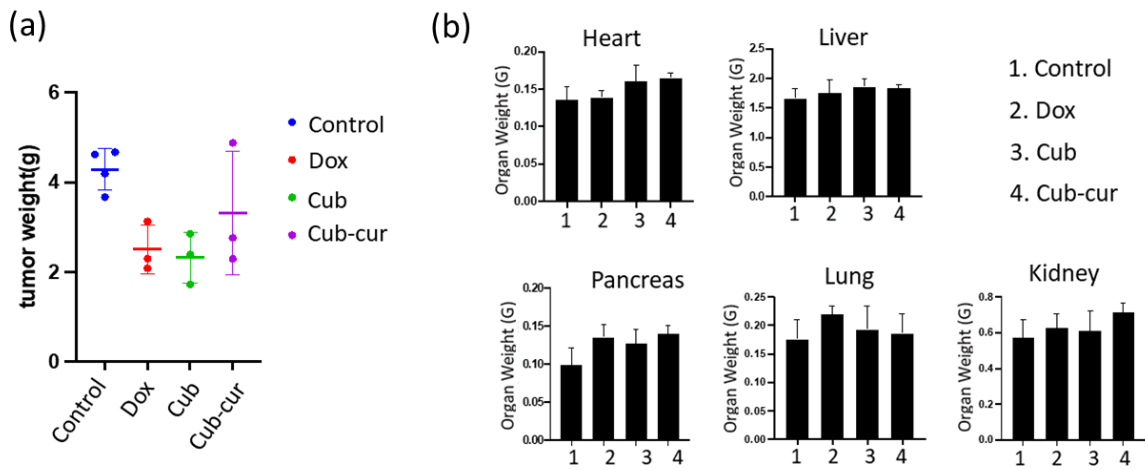 (a)
6
4
2
0
tumor weight(g)
Control
Dox
Cub
Cub-cur
Control
Dox
Cub
Cub-cur
(b)
Heart
Organ Weight (G)
0.20
0.15
0.10
0.05
0.00
1 2 3 4
Liver
Organ Weight (G)
2.5
2.0
1.5
1.0
0.5
0.0
1 2 3 4
1. Control
2. Dox
3. Cub
4. Cub-cur
Pancreas
Organ Weight (G)
0.20
0.15
0.10
0.05
0.00
1 2 3 4
Lung
Organ Weight (G)
0.25
0.20
0.15
0.10
0.05
0.00
1 2 3 4
Kidney
Organ Weight (G)
0.8
0.6
0.4
0.2
0.0
1 2 3 4